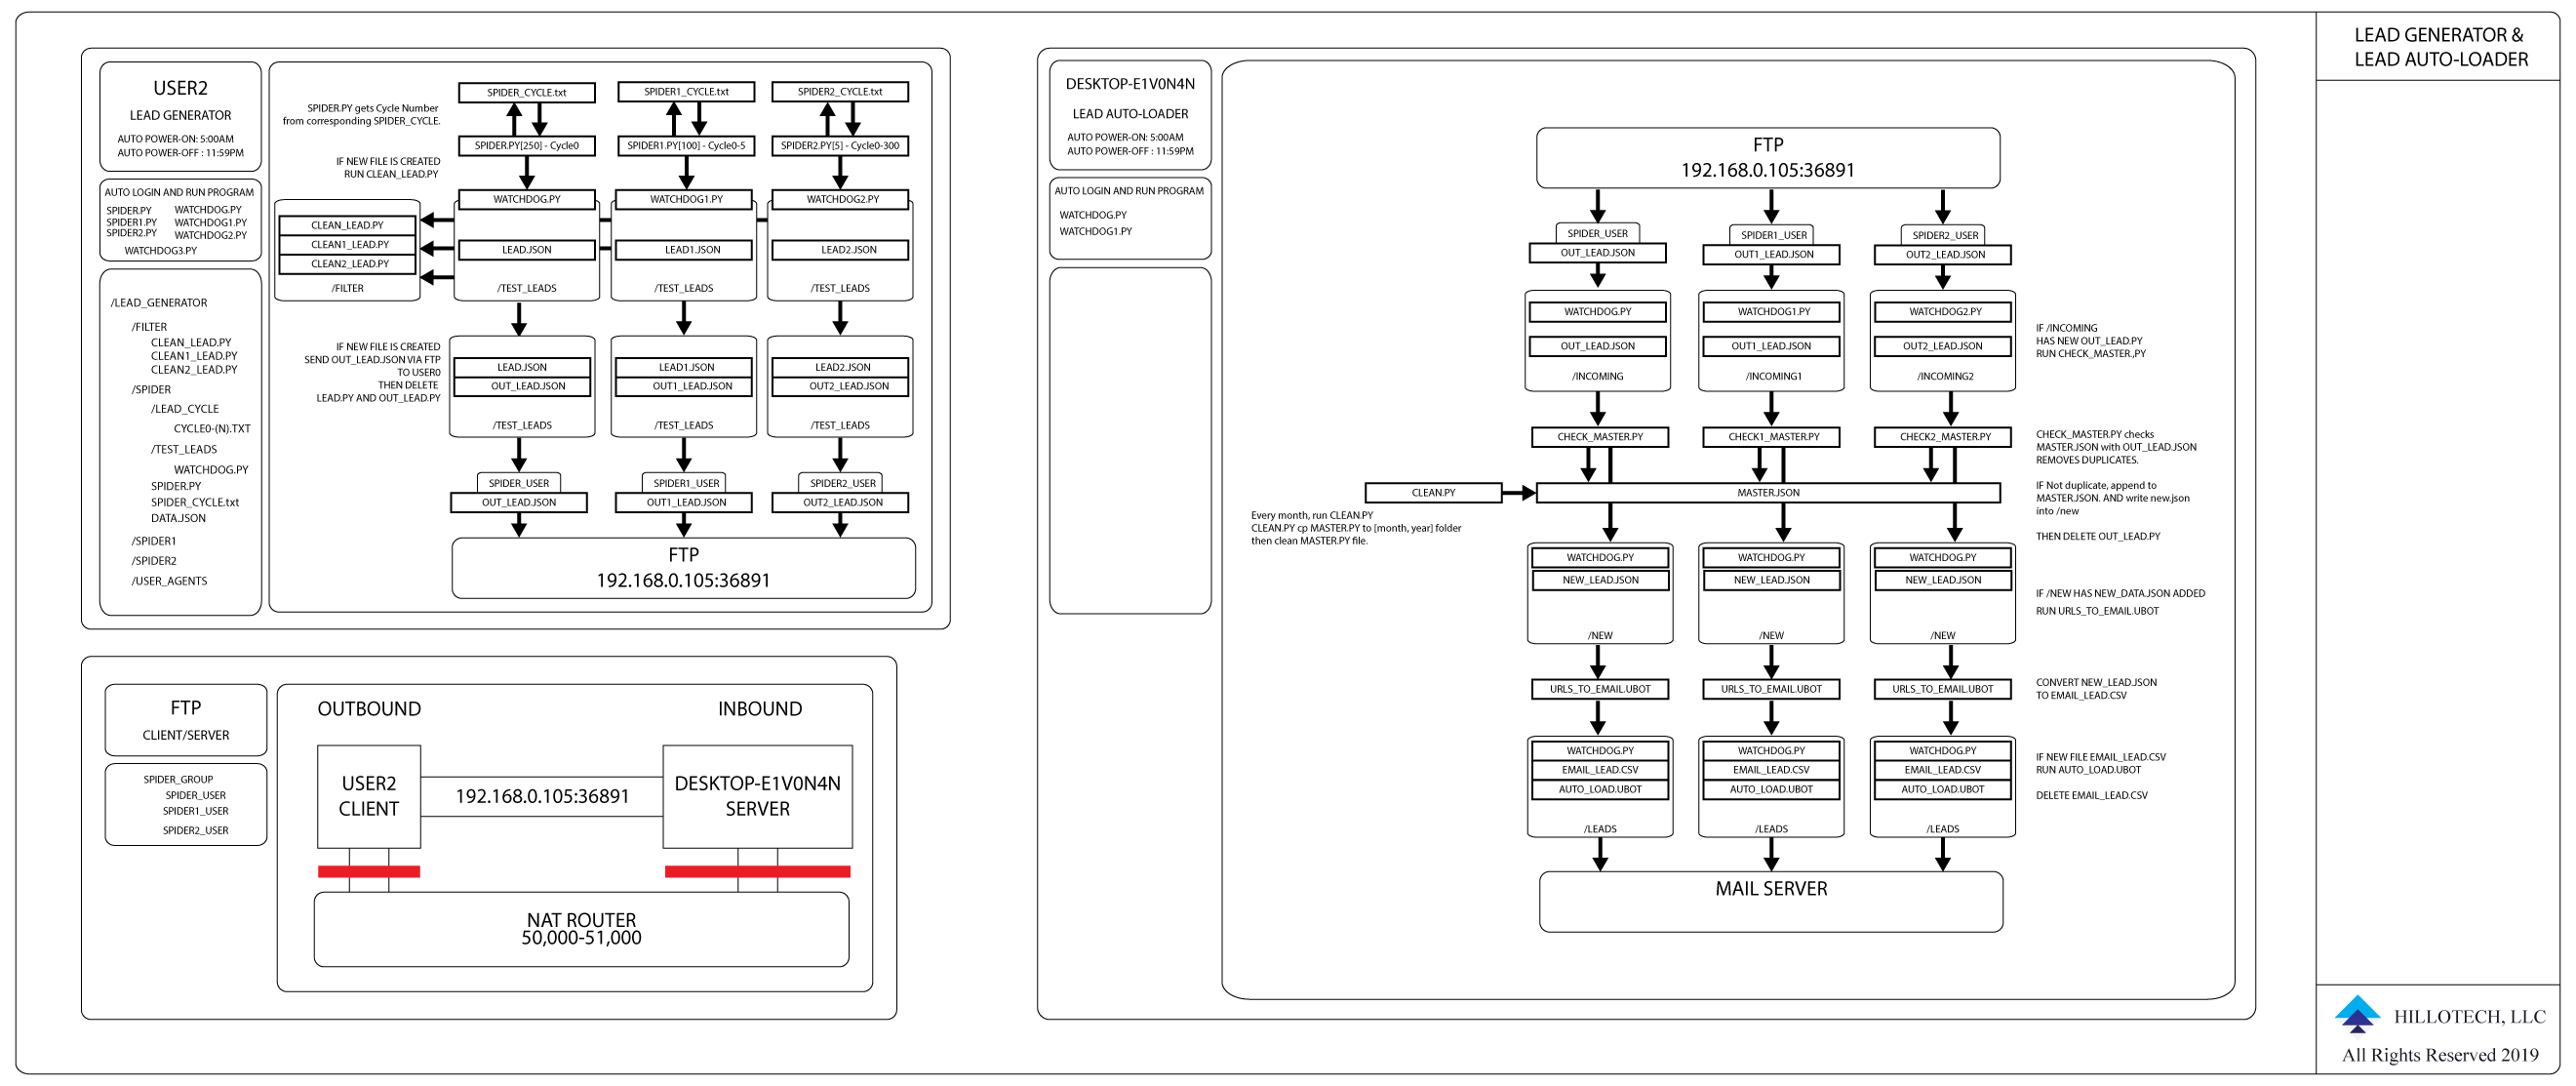 LEAD GENERATOR &
LEAD AUTO-LOADER
USER2
LEAD GENERATOR
AUTO POWER-ON: 5:00AM
AUTO POWER-OFF : 11:59PM
AUTO LOGIN AND RUN PROGRAM
SPIDER.PY WATCHDOG.PY
SPIDER1.PY WATCHDOG1.PY
SPIDER2.PY WATCHDOG2.PY
WATCHDOG3.PY
/LEAD_GENERATOR
/FILTER
CLEAN_LEAD.PY
CLEAN1_LEAD.PY
CLEAN2_LEAD.PY
/SPIDER
/LEAD_CYCLE
CYCLE0-(N).TXT
/TEST_LEADS
WATCHDOG.PY
SPIDER.PY
SPIDER_CYCLE.txt
DATA.JSON
/SPIDER1
/SPIDER2
/USER_AGENTS
SPIDER.PY gets Cycle Number
from corresponding SPIDER_CYCLE.
IF NEW FILE IS CREATED
RUN CLEAN_LEAD.PY
SPIDER_CYCLE.txt SPIDER1_CYCLE.txt SPIDER2_CYCLE.txt
SPIDER.PY[250] - Cycle0 SPIDER1.PY[100] - Cycle0-5 SPIDER2.PY[5] - Cycle0-300
WATCHDOG.PY WATCHDOG1.PY WATCHDOG2.PY
CLEAN_LEAD.PY
CLEAN1_LEAD.PY
CLEAN2_LEAD.PY
/FILTER
LEAD.JSON LEAD1.JSON LEAD2.JSON
/TEST_LEADS /TEST_LEADS /TEST_LEADS
IF NEW FILE IS CREATED
SEND OUT_LEAD.JSON VIA FTP
TO USER0
THEN DELETE
LEAD.PY AND OUT_LEAD.PY
LEAD.JSON LEAD1.JSON LEAD2.JSON
OUT_LEAD.JSON OUT1_LEAD.JSON OUT2_LEAD.JSON
/TEST_LEADS /TEST_LEADS /TEST_LEADS
SPIDER_USER SPIDER1_USER SPIDER2_USER
OUT_LEAD.JSON OUT1_LEAD.JSON OUT2_LEAD.JSON
FTP
192.168.0.105:36891
FTP
CLIENT/SERVER
SPIDER_GROUP
SPIDER_USER
SPIDER1_USER
SPIDER2_USER
OUTBOUND INBOUND
USER2
CLIENT
192.168.0.105:36891
DESKTOP-E1V0N4N
SERVER
NAT ROUTER
50,000-51,000
DESKTOP-E1V0N4N
LEAD AUTO-LOADER
AUTO POWER-ON: 5:00AM
AUTO POWER-OFF : 11:59PM
AUTO LOGIN AND RUN PROGRAM
WATCHDOG.PY
WATCHDOG1.PY
FTP
192.168.0.105:36891
SPIDER_USER SPIDER1_USER SPIDER2_USER
OUT_LEAD.JSON OUT1_LEAD.JSON OUT2_LEAD.JSON
WATCHDOG.PY WATCHDOG1.PY WATCHDOG2.PY
OUT_LEAD.JSON OUT1_LEAD.JSON OUT2_LEAD.JSON
/INCOMING /INCOMING1 /INCOMING2
IF /INCOMING
HAS NEW OUT_LEAD.PY
RUN CHECK_MASTER.,PY
CHECK_MASTER.PY CHECK1_MASTER.PY CHECK2_MASTER.PY
CHECK_MASTER.PY checks
MASTER.JSON with OUT_LEAD.JSON
REMOVES DUPLICATES.
CLEAN.PY MASTER.JSON
IF Not duplicate, append to
MASTER.JSON. AND write new.json
into /new
THEN DELETE OUT_LEAD.PY
Every month, run CLEAN.PY
CLEAN.PY cp MASTER.PY to [month, year] folder
then clean MASTER.PY file.
WATCHDOG.PY WATCHDOG.PY WATCHDOG.PY
NEW_LEAD.JSON NEW_LEAD.JSON NEW_LEAD.JSON
/NEW /NEW /NEW
IF /NEW HAS NEW_DATA.JSON ADDED
RUN URLS_TO_EMAIL.UBOT
URLS_TO_EMAIL.UBOT URLS_TO_EMAIL.UBOT URLS_TO_EMAIL.UBOT
CONVERT NEW_LEAD.JSON
TO EMAIL_LEAD.CSV
WATCHDOG.PY WATCHDOG.PY WATCHDOG.PY
EMAIL_LEAD.CSV EMAIL_LEAD.CSV EMAIL_LEAD.CSV
AUTO_LOAD.UBOT AUTO_LOAD.UBOT AUTO_LOAD.UBOT
/LEADS /LEADS /LEADS
IF NEW FILE EMAIL_LEAD.CSV
RUN AUTO_LOAD.UBOT
DELETE EMAIL_LEAD.CSV
MAIL SERVER
HILLOTECH, LLC
All Rights Reserved 2019